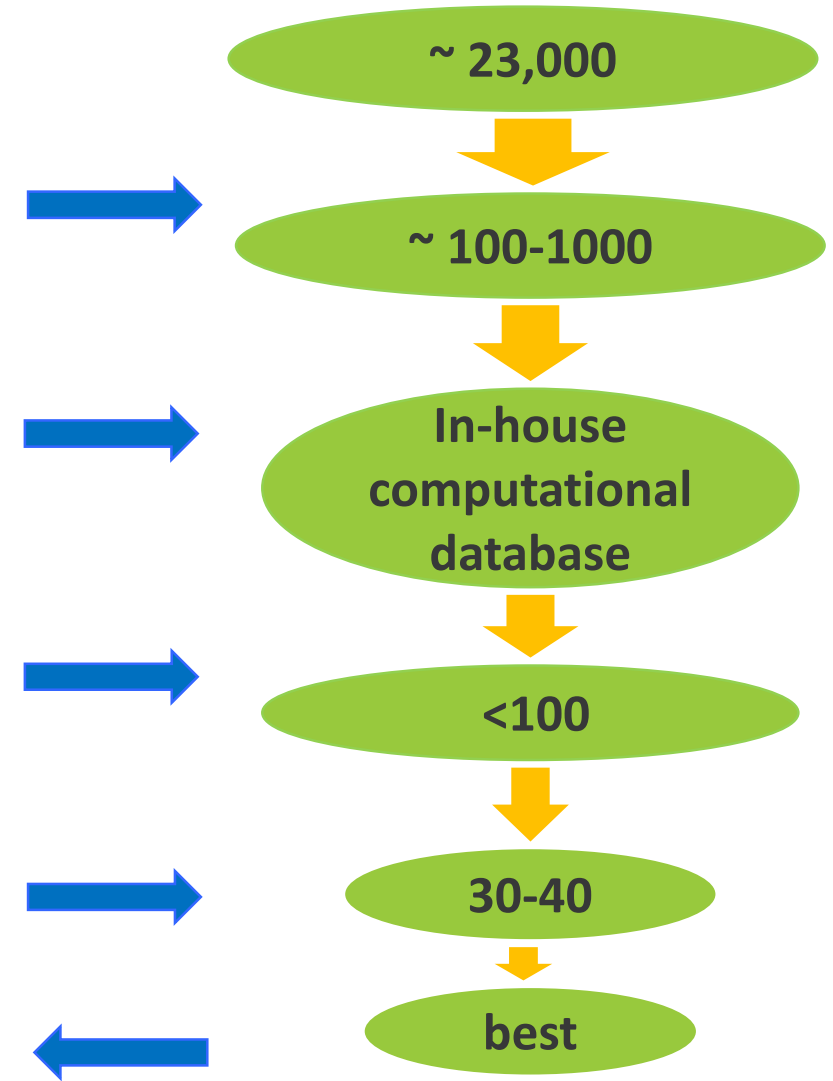 ~ 23,000
~ 100-1000
In-house
computational
database
<100
30-40
best